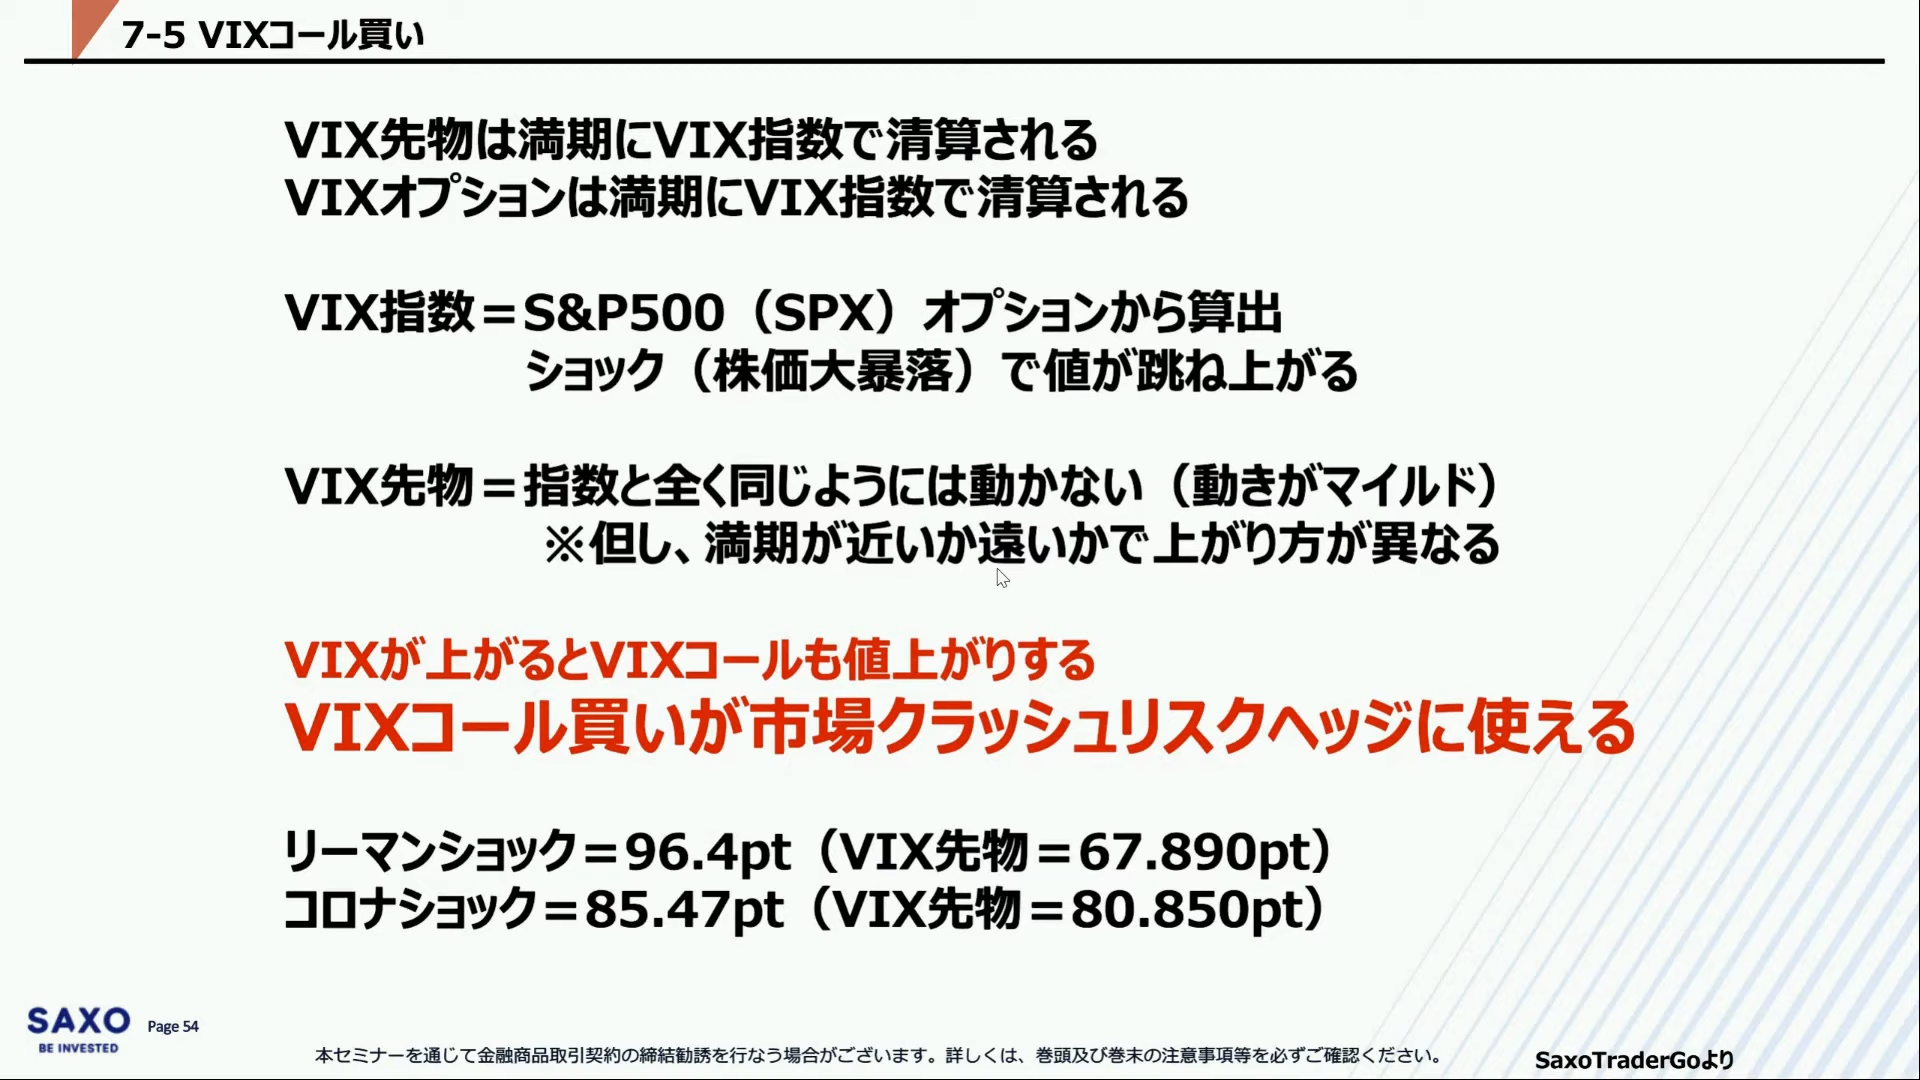 7-5 VIXコール買い
VIX先物は満期にVIX指数で清算される
VIXオプションは満期にVIX指数で清算される
VIX指数＝S&P500（SPX）オプションから算出
ショック（株価大暴落）で値が跳ね上がる
VIX先物＝指数と全く同じようには動かない（動きがマイルド）
※但し、満期が近いか遠いかで上がり方が異なる
VIXが上がるとVIXコールも値上がりする
VIXコール買いが市場クラッシュリスクヘッジに使える
リーマンショック＝96.4pt（VIX先物＝67.890pt）
コロナショック＝85.47pt（VIX先物＝80.850pt）
SAXO
BE INVESTED
Page 54
本セミナーを通じて金融商品取引契約の締結勧誘を行なう場合がございます。詳しくは、巻頭及び巻末の注意事項等を必ずご確認ください。
SaxoTraderGoより